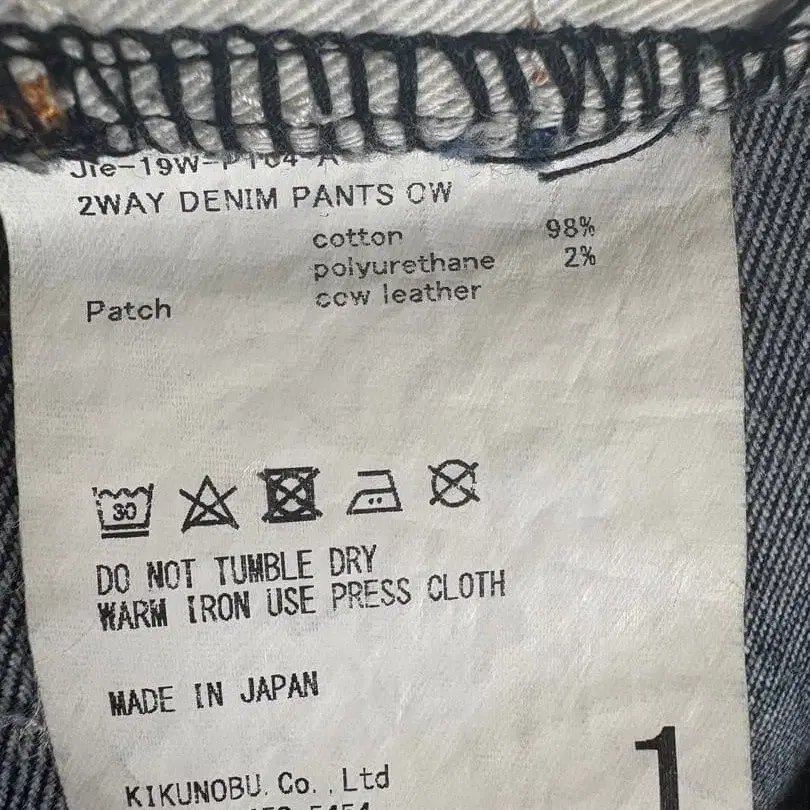 2WAY DENIM PANTS OW
cotton 98%
polyurethane 2%
Patch cow leather
30
DO NOT TUMBLE DRY
WARM IRON USE PRESS CLOTH
MADE IN JAPAN
KIKUNOBU. Co., Ltd
1